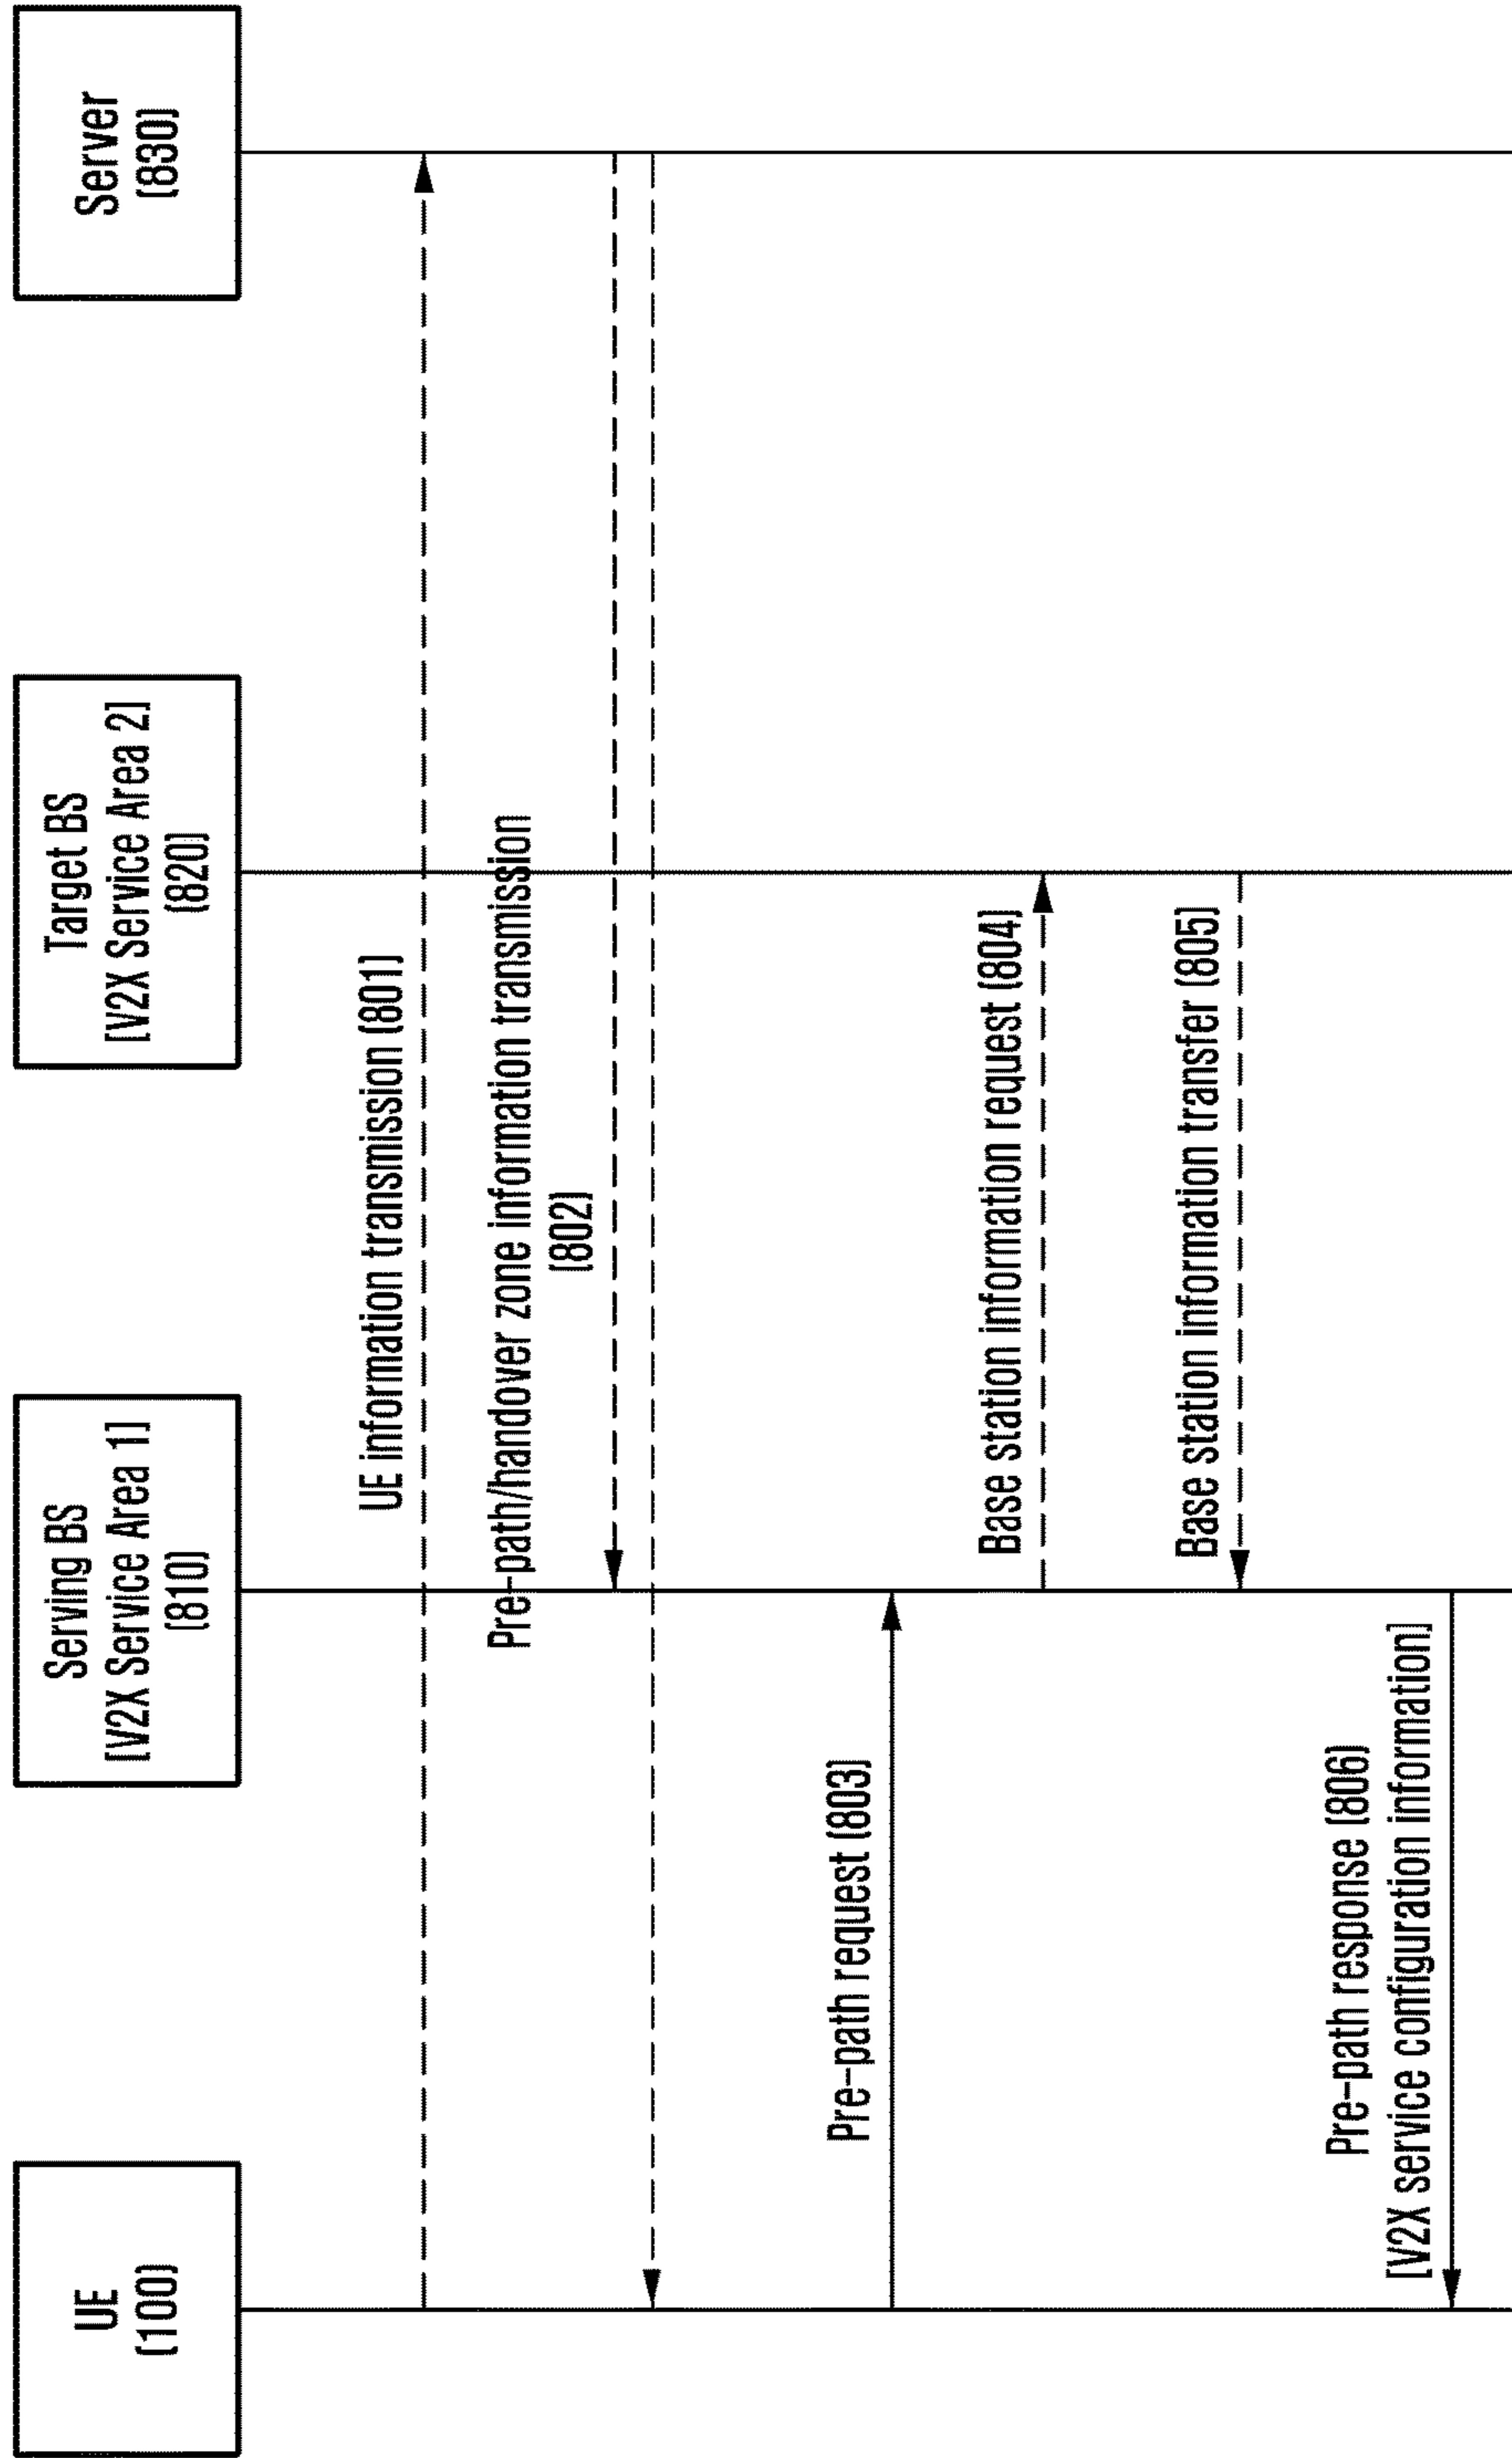 UE
(100)
Serving BS
[V2X Service Area 1]
(810)
Target BS
[V2X Service Area 2]
(820)
Server
(830)
UE information transmission (801)
Pre-path/handover zone information transmission
(802)
Pre-path request (803)
Base station information request (804)
Base station information transfer (805)
Pre-path response (806)
[V2X service configuration information]